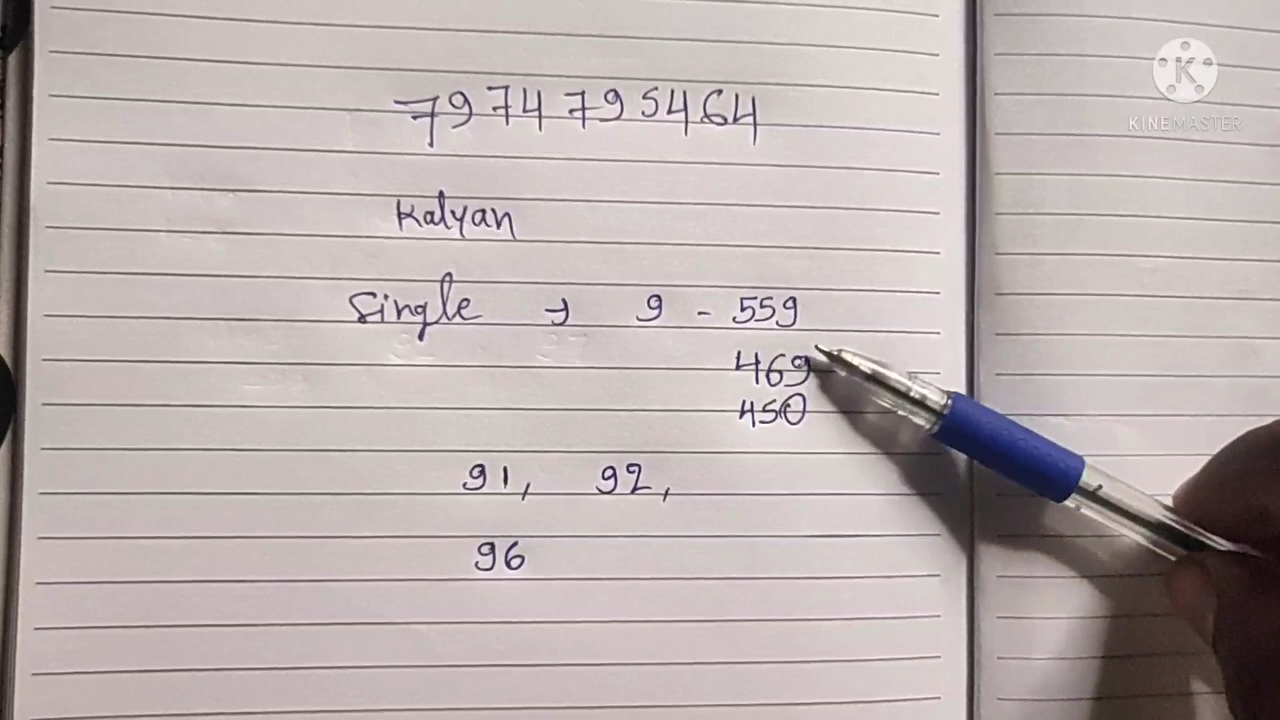 7974795464
Kalyan
Single → 9 - 559
469
450
91, 92,
96
KINEMASTER